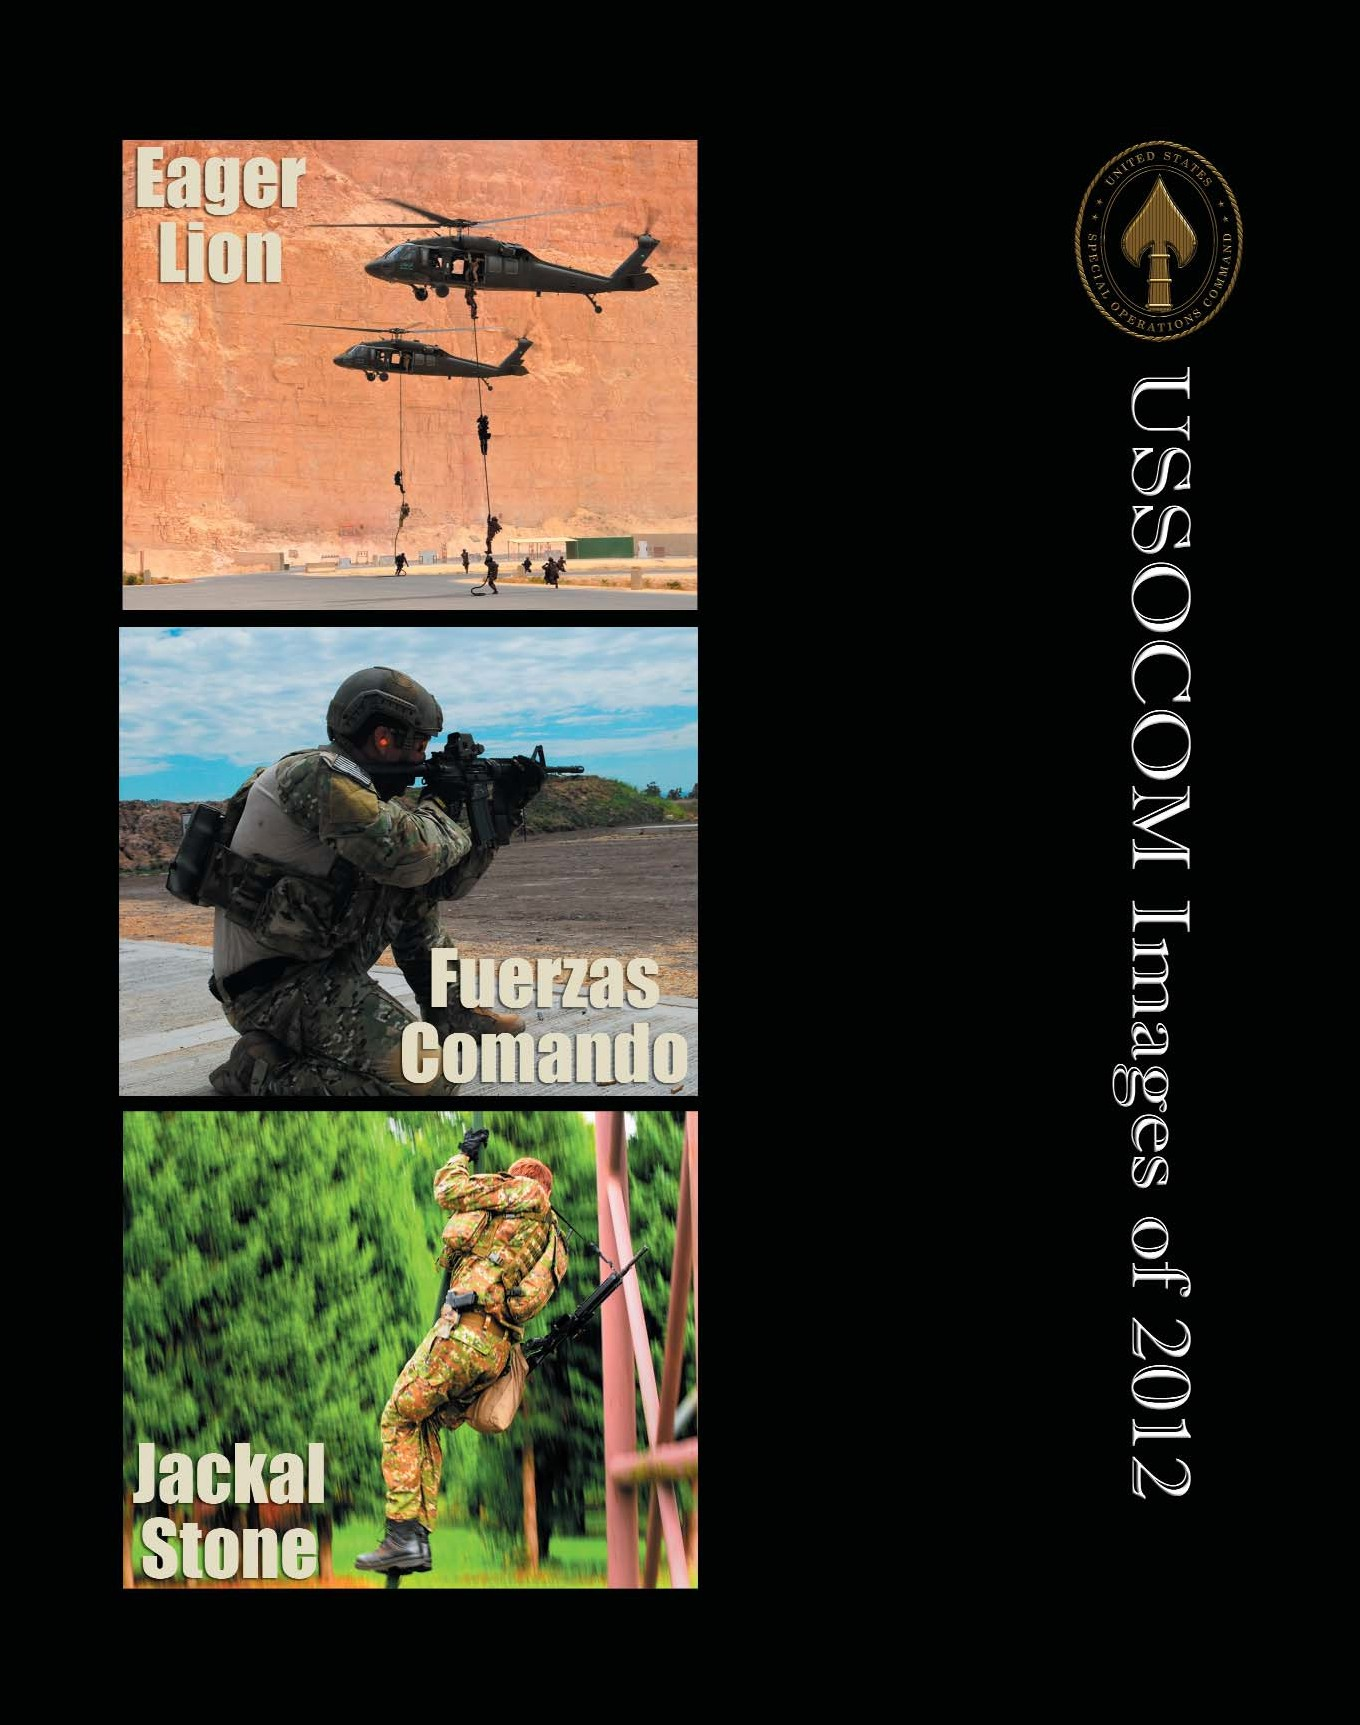 Eager
Lion
Fuerzas
Comando
Jackal
Stone
UNITED STATES
SPECIAL OPERATIONS COMMAND
USSOCOM Images of 2012